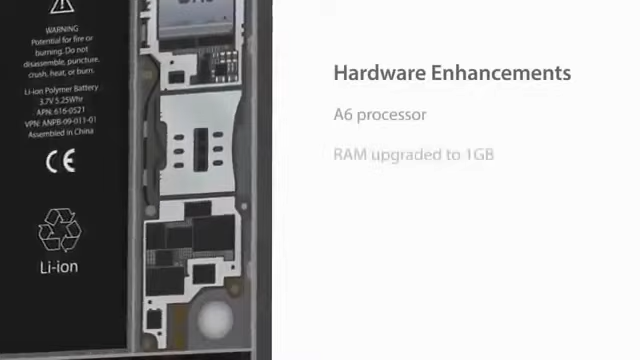 WARNING
Potential for fire or
burning. Do not
disassemble, puncture,
crush, heat, or burn.
Li-ion Polymer Battery
3.7V 5.25Whr
APN: 616-0521
VPN: ANPB-09-011-01
Assembled in China
CE
Li-ion
Hardware Enhancements
A6 processor
RAM upgraded to 1GB